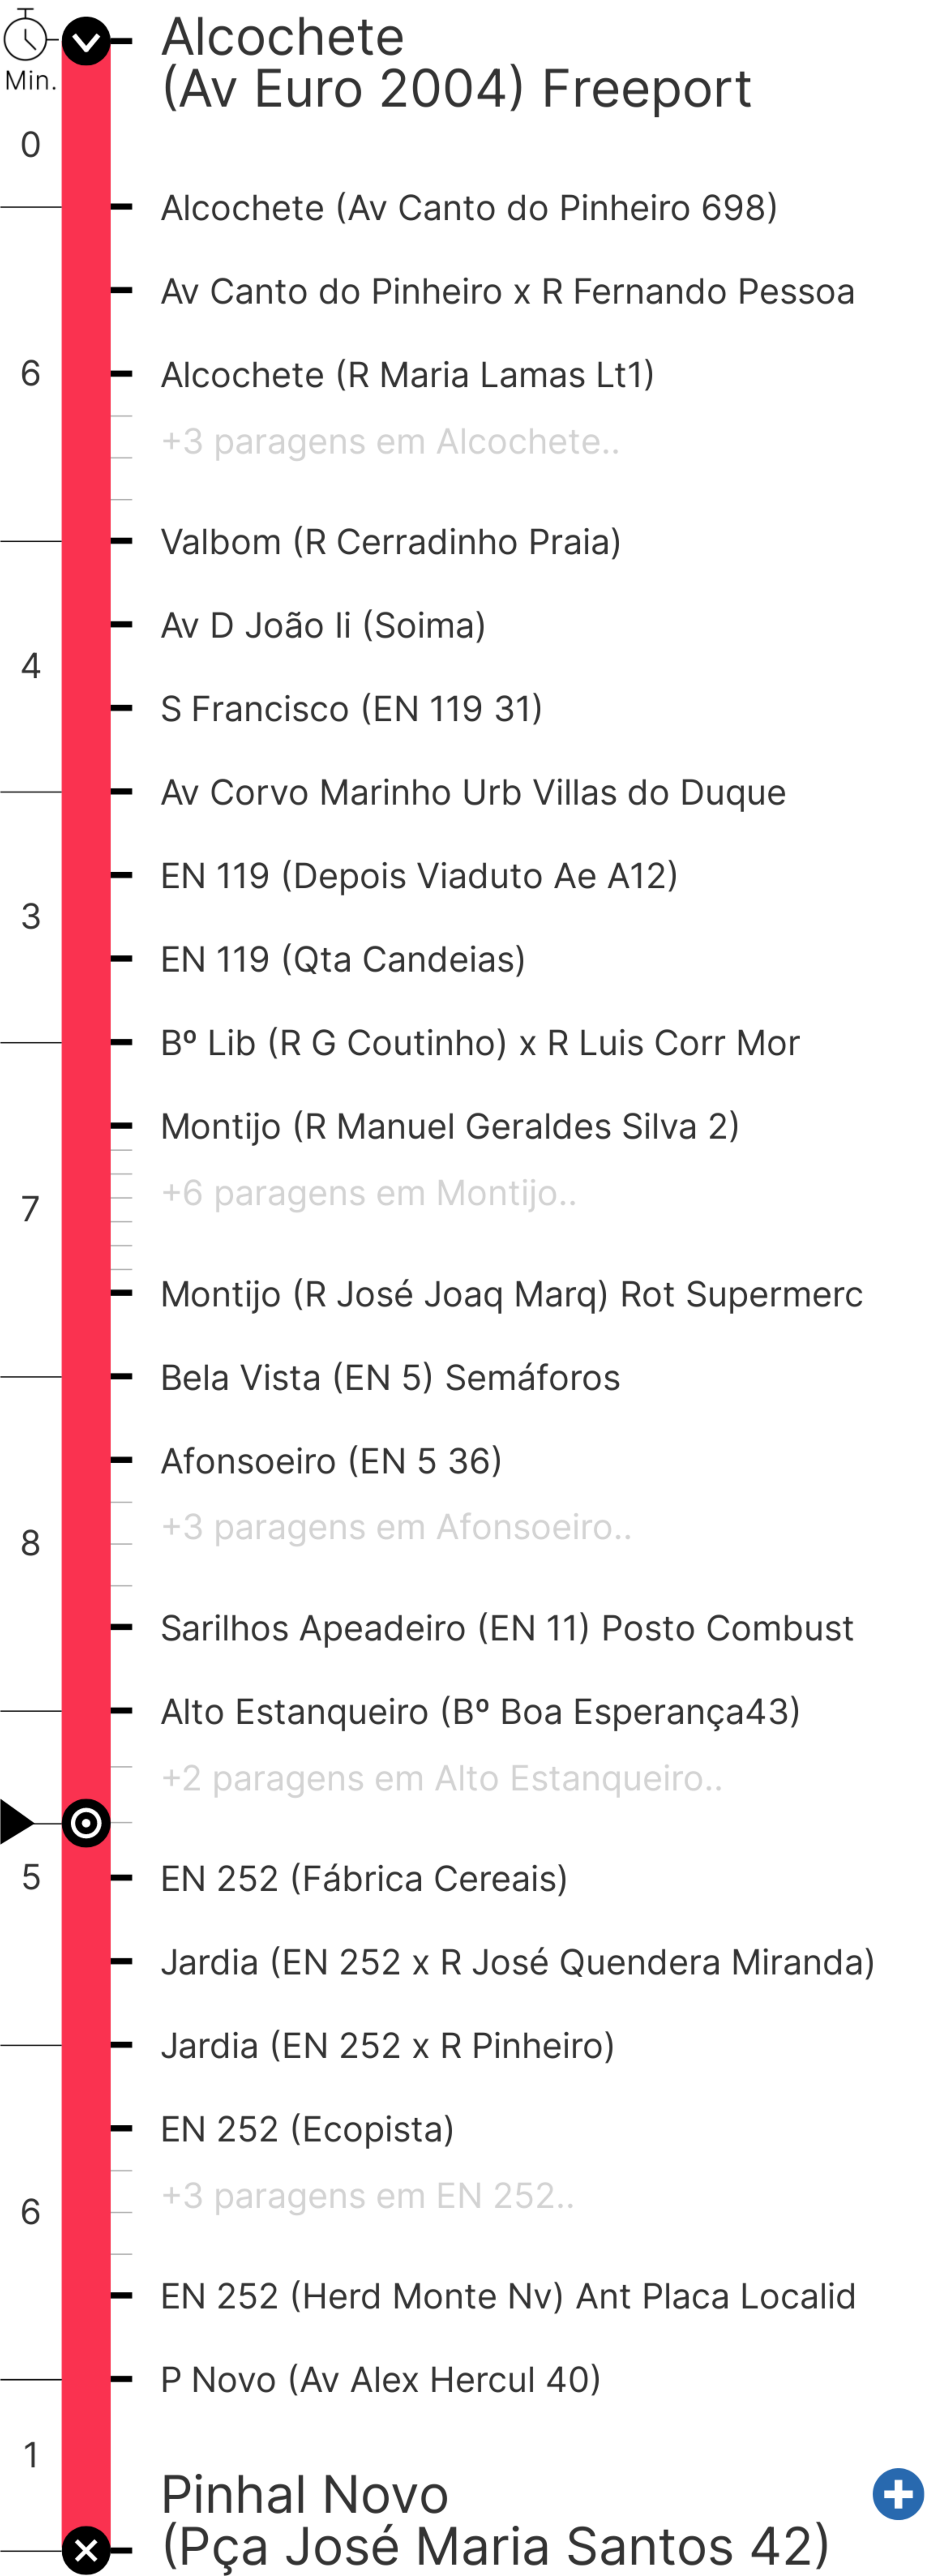 Min.
Alcochete
(Av Euro 2004) Freeport
0
Alcochete (Av Canto do Pinheiro 698)
Av Canto do Pinheiro x R Fernando Pessoa
6
Alcochete (R Maria Lamas Lt1)
+3 paragens em Alcochete..
Valbom (R Cerradinho Praia)
Av D João Ii (Soima)
4
S Francisco (EN 119 31)
Av Corvo Marinho Urb Villas do Duque
EN 119 (Depois Viaduto Ae A12)
3
EN 119 (Qta Candeias)
Bº Lib (R G Coutinho) x R Luis Corr Mor
Montijo (R Manuel Geraldes Silva 2)
+6 paragens em Montijo..
7
Montijo (R José Joaq Marq) Rot Supermerc
Bela Vista (EN 5) Semáforos
Afonsoeiro (EN 5 36)
+3 paragens em Afonsoeiro..
8
Sarilhos Apeadeiro (EN 11) Posto Combust
Alto Estanqueiro (Bº Boa Esperança43)
+2 paragens em Alto Estanqueiro..
5
EN 252 (Fábrica Cereais)
Jardia (EN 252 x R José Quendera Miranda)
Jardia (EN 252 x R Pinheiro)
EN 252 (Ecopista)
+3 paragens em EN 252..
6
EN 252 (Herd Monte Nv) Ant Placa Localid
P Novo (Av Alex Hercul 40)
1
Pinhal Novo
(Pça José Maria Santos 42)